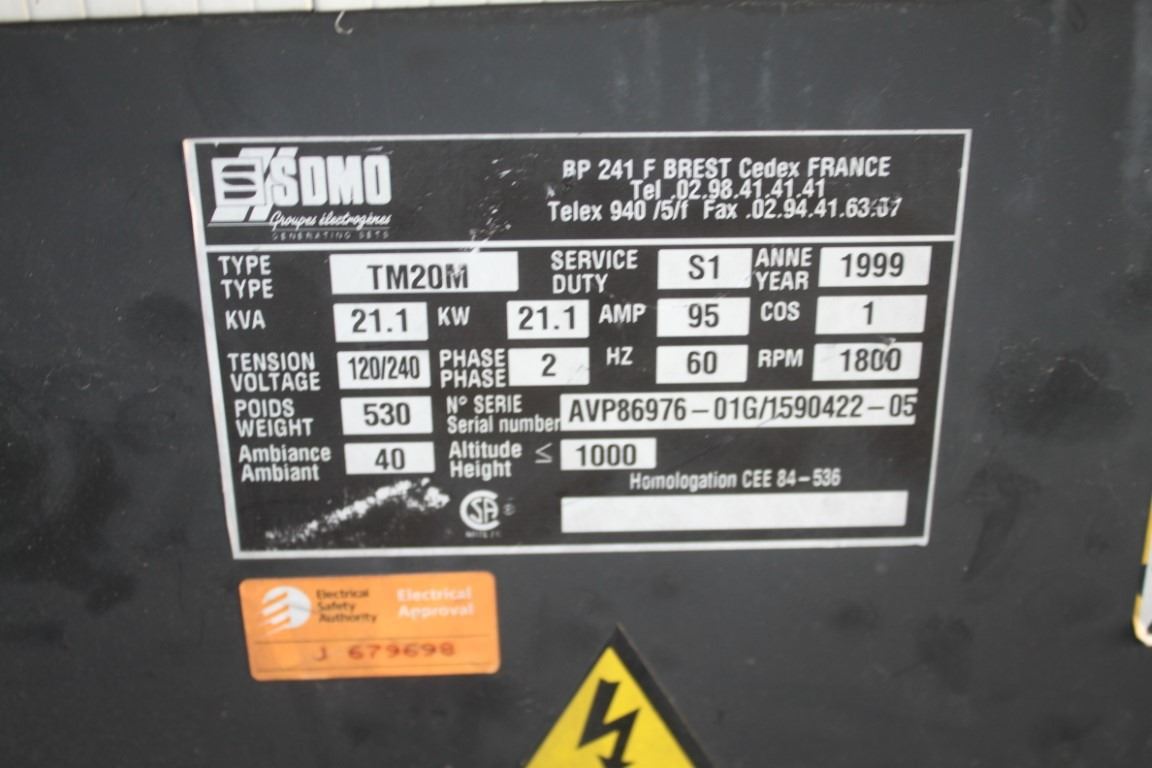 SDMO
Groupes électrogènes
GENERATING SETS
BP 241 F BREST Cedex FRANCE
Tel .02.98.41.41.41
Telex 940 /5/f Fax .02.94.41.63.07
TYPE TM20M SERVICE S1 ANNE 1999
TYPE DUTY YEAR
KVA 21.1 KW 21.1 AMP 95 COS 1
TENSION 120/240 PHASE 2 HZ 60 RPM 1800
VOLTAGE PHASE
POIDS 530 N° SERIE AVP86976-01G/1590422-05
WEIGHT Serial number
Ambiance 40 Altitude ≤ 1000
Ambiant Height
Homologation CEE 84-536
SA ®
Electrical
Safety
Authority
Electrical
Approval
J 679698